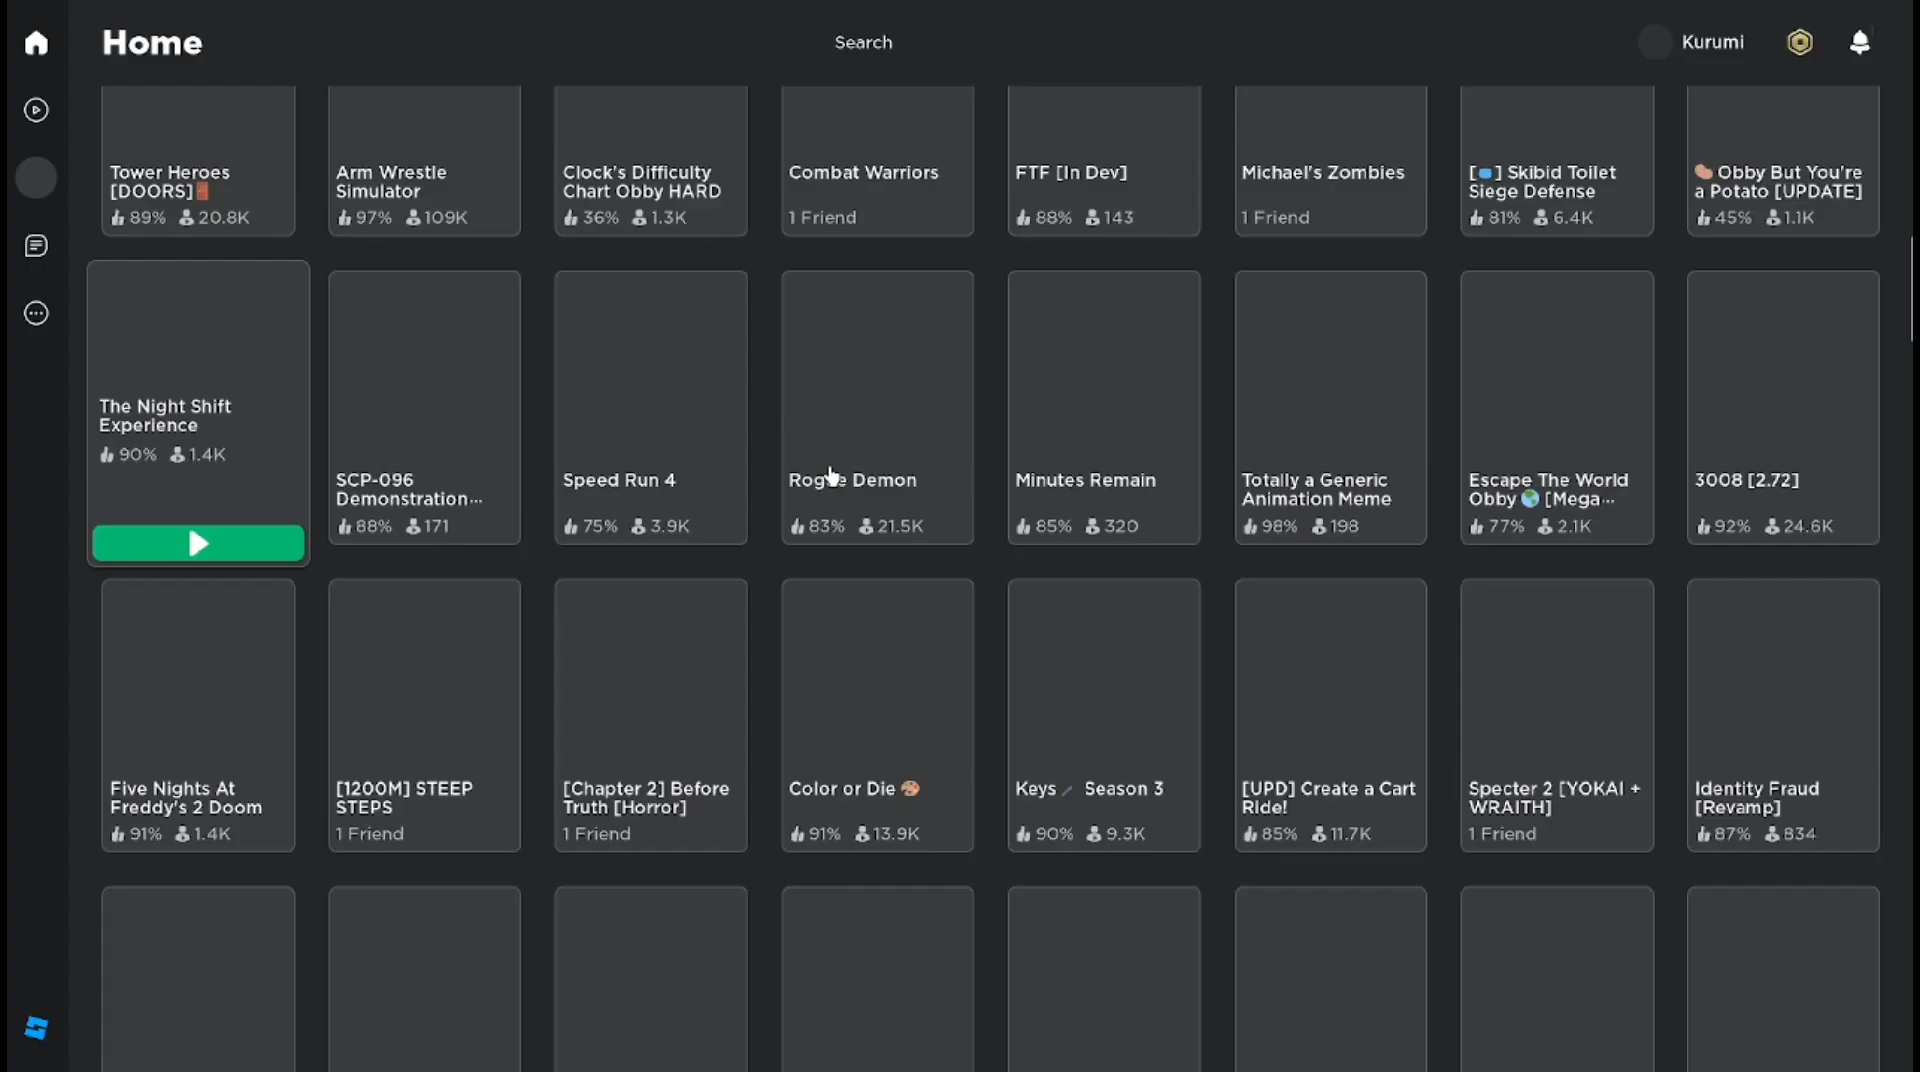 Home
Search
Kurumi
Tower Heroes
[DOORS]🚪
89% 20.8K
Arm Wrestle
Simulator
97% 109K
Clock's Difficulty
Chart Obby HARD
36% 1.3K
Combat Warriors
1 Friend
FTF [In Dev]
88% 143
Michael's Zombies
1 Friend
[🧼] Skibid Toilet
Siege Defense
81% 6.4K
🥔 Obby But You're
a Potato [UPDATE]
45% 1.1K
The Night Shift
Experience
90% 1.4K
SCP-096
Demonstration...
88% 171
Speed Run 4
75% 3.9K
Rogue Demon
83% 21.5K
Minutes Remain
85% 320
Totally a Generic
Animation Meme
98% 198
Escape The World
Obby 🌎 [Mega...
77% 2.1K
3008 [2.72]
92% 24.6K
Five Nights At
Freddy's 2 Doom
91% 1.4K
[1200M] STEEP
STEPS
1 Friend
[Chapter 2] Before
Truth [Horror]
1 Friend
Color or Die 🎨
91% 13.9K
Keys Season 3
90% 9.3K
[UPD] Create a Cart
Ride!
85% 11.7K
Specter 2 [YOKAI +
WRAITH]
1 Friend
Identity Fraud
[Revamp]
87% 834